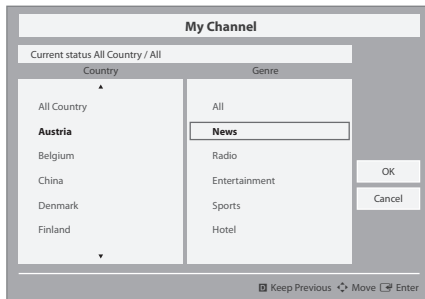 My Channel
Current status All Country / All
Country
Genre
All Country
All
Austria
News
Belgium
Radio
China
Entertainment
OK
Denmark
Sports
Cancel
Finland
Hotel
D Keep Previous Move Enter